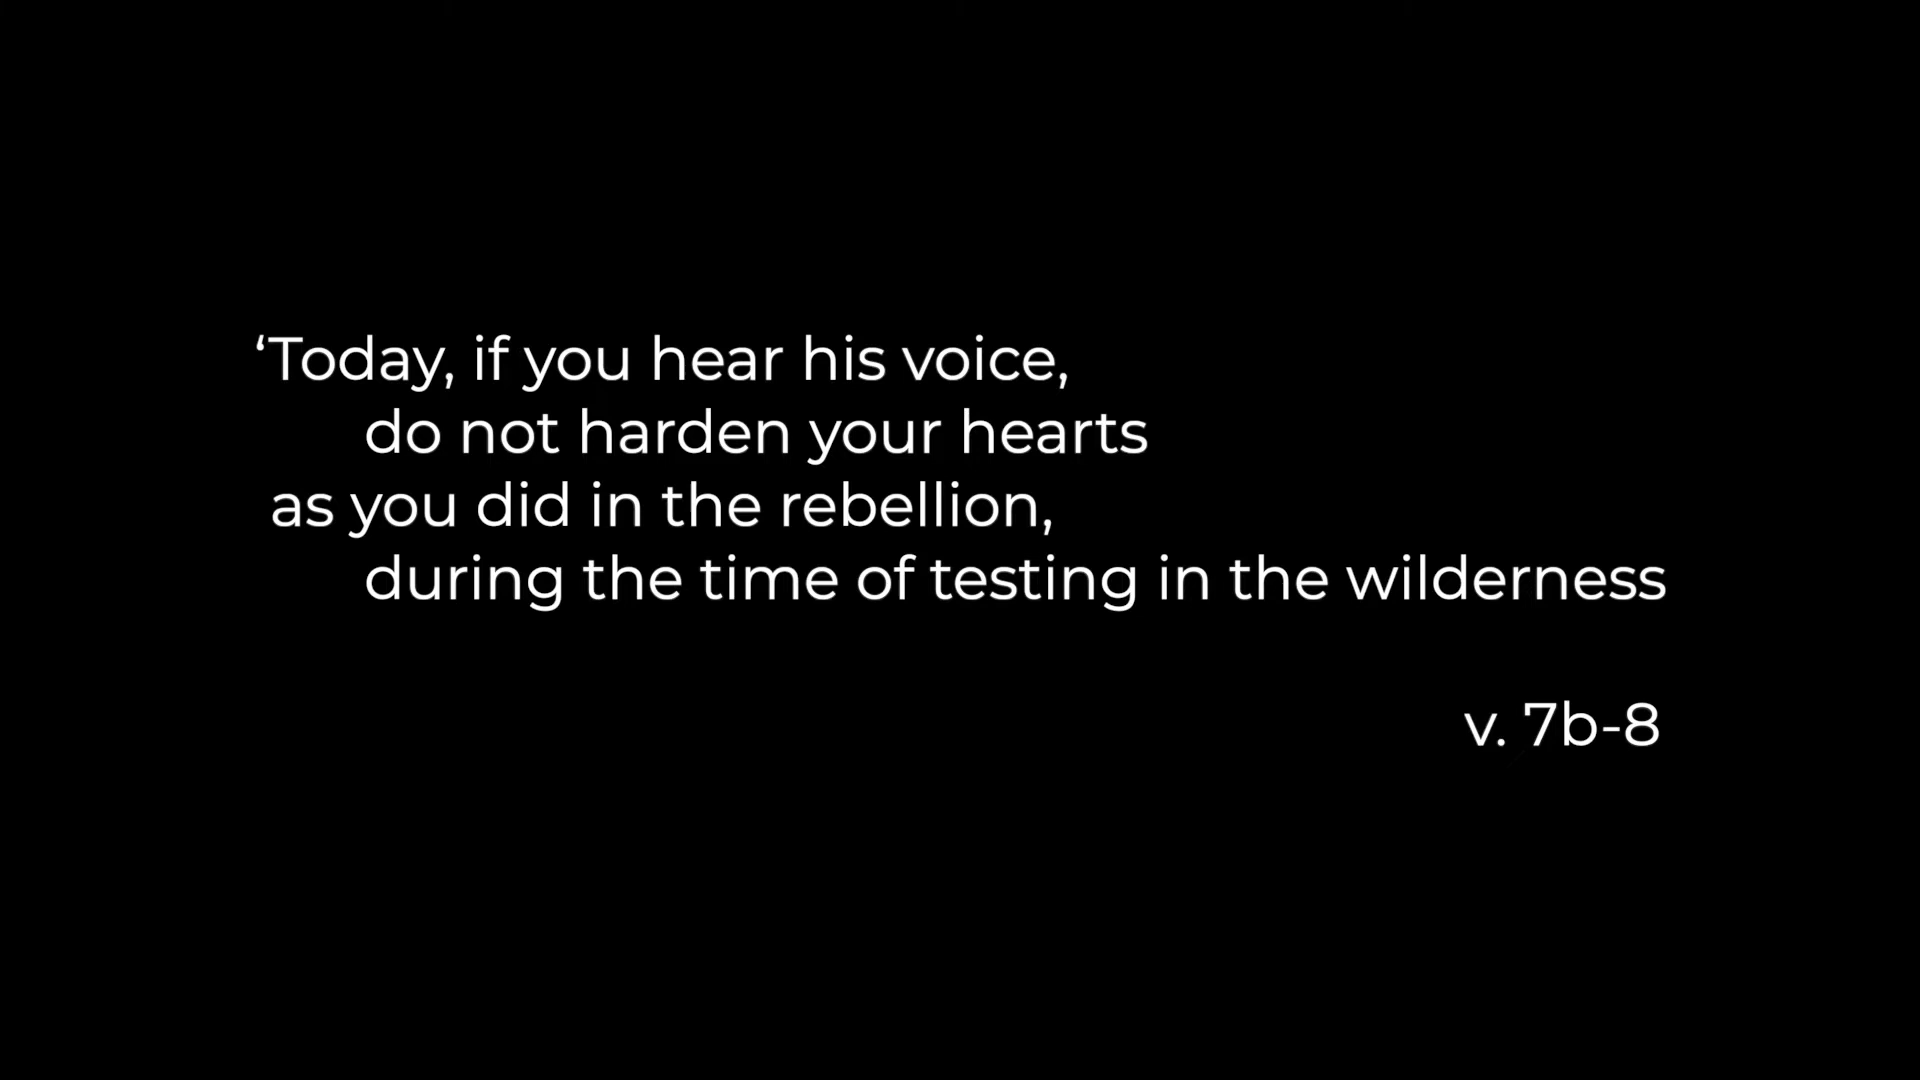 ‘Today, if you hear his voice,
do not harden your hearts
as you did in the rebellion,
during the time of testing in the wilderness
v. 7b-8